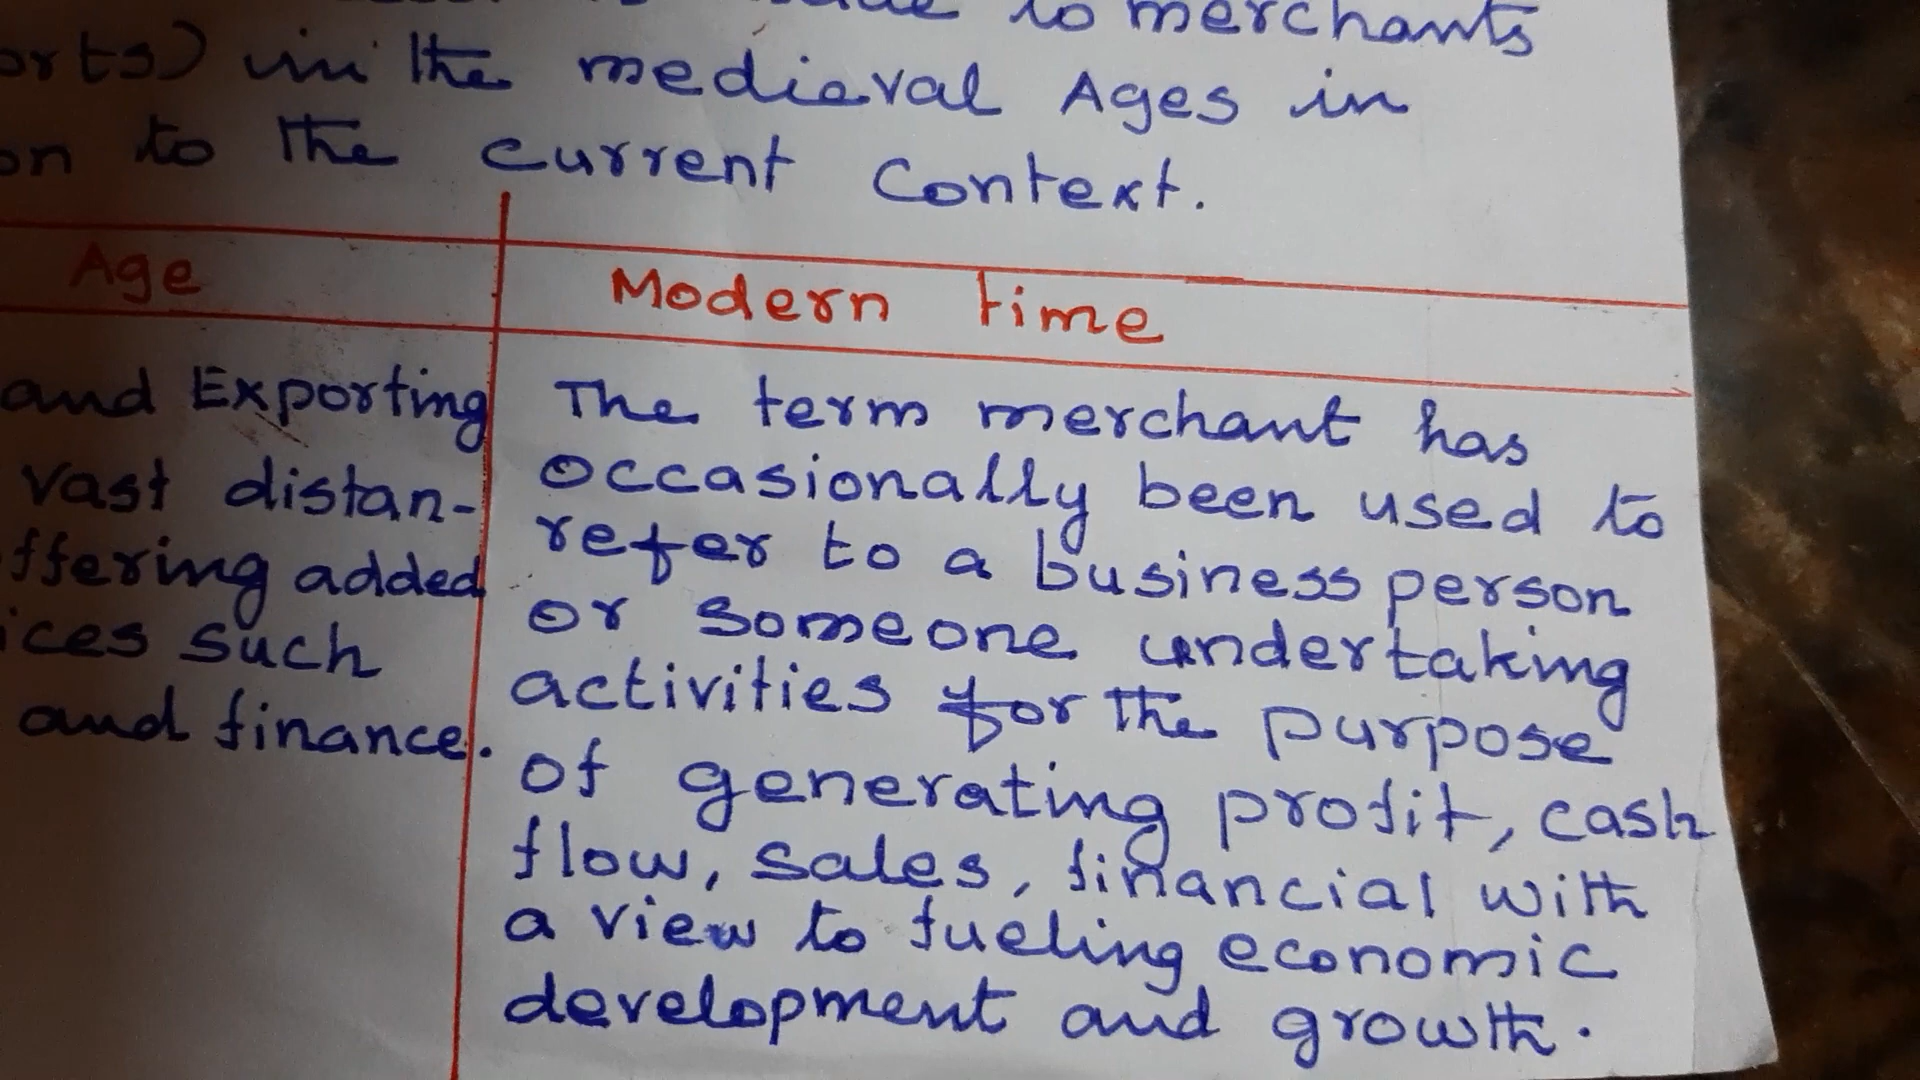 to merchants
in the medieval Ages in
to the current Context.
Age
Modern time
and Exporting
vast distan-
added
such
and finance.
The term merchant has
occasionally been used to
refer to a business person
or someone undertaking
activities for the purpose
of generating profit, cash
flow, sales, financial with
a view to fueling economic
development and growth.